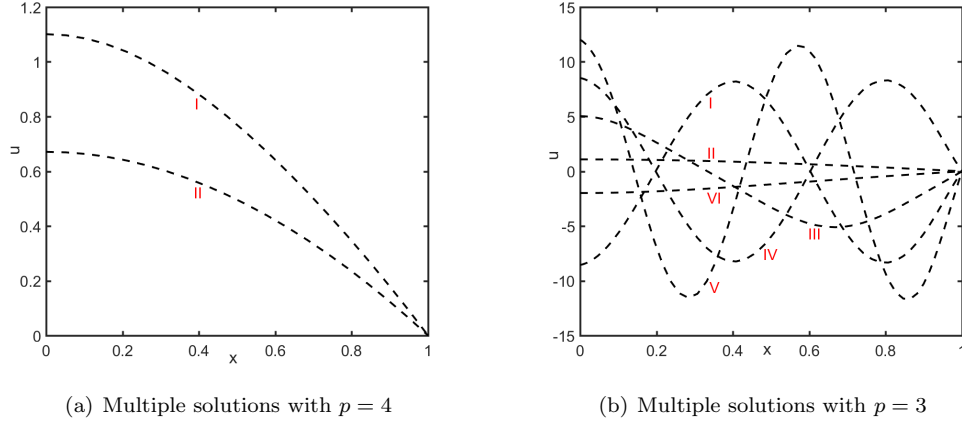 1.2
1
0.8
0.6
0.4
0.2
0
u
I
II
0
0.2
0.4
0.6
0.8
1
x
(a) Multiple solutions with p = 4
15
10
5
0
-5
-10
-15
u
I
II
VI
III
IV
V
0
0.2
0.4
0.6
0.8
1
x
(b) Multiple solutions with p = 3